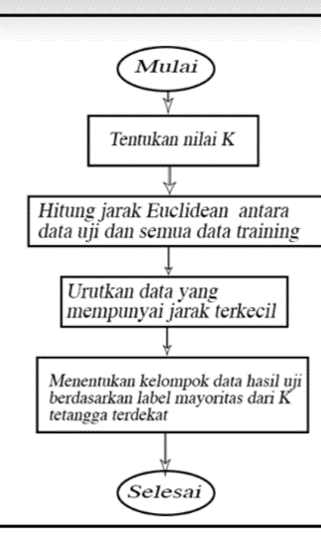 Mulai
Tentukan nilai K
Hitung jarak Euclidean antara
data uji dan semua data training
Urutkan data yang
mempunyai jarak terkecil
Menentukan kelompok data hasil uji
berdasarkan label mayoritas dari K
tetangga terdekat
Selesai